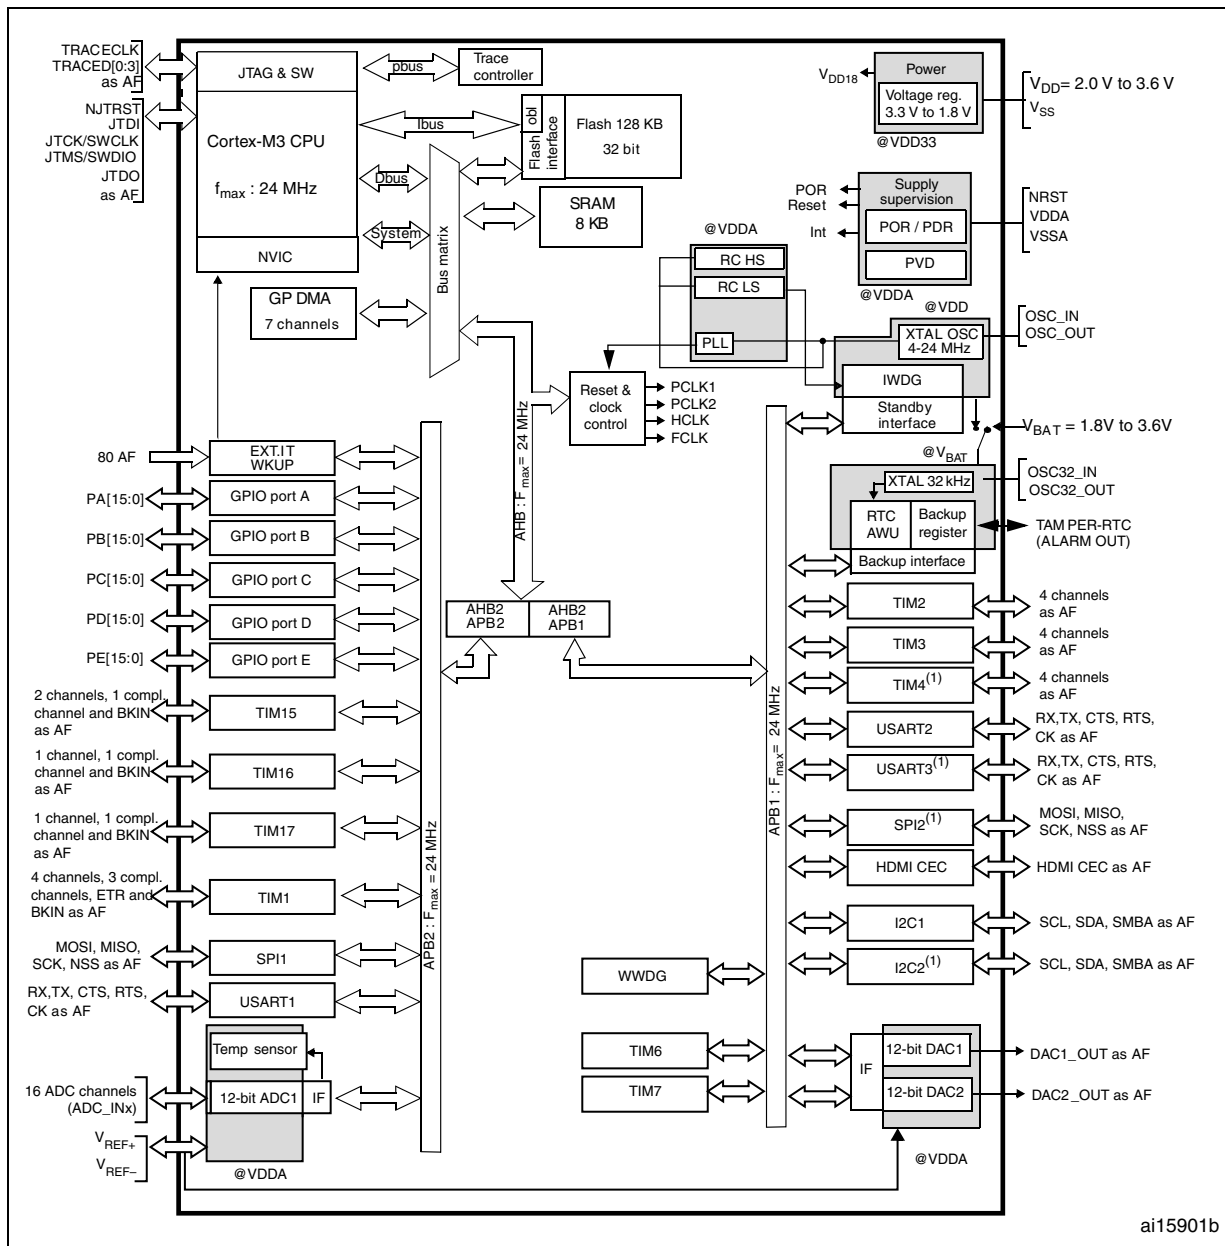 TRACECLK
TRACED[0:3]
as AF
NJTRST
JTDI
JTCK/SWCLK
JTMS/SWDIO
JTDO
as AF
JTAG & SW
Cortex-M3 CPU
fmax : 24 MHz
NVIC
pbus
Trace
controller
Ibus
Dbus
System
Bus matrix
Flash
interface
obl
Flash 128 KB
32 bit
SRAM
8 KB
GP DMA
7 channels
VDD18
Power
Voltage reg.
3.3 V to 1.8 V
@VDD33
VDD= 2.0 V to 3.6 V
VSS
POR
Reset
Int
Supply
supervision
POR / PDR
PVD
@VDDA
NRST
VDDA
VSSA
@VDDA
RC HS
RC LS
PLL
@VDD
XTAL OSC
4-24 MHz
IWDG
Standby
interface
OSC_IN
OSC_OUT
Reset &
clock
control
PCLK1
PCLK2
HCLK
FCLK
AHB : Fmax= 24 MHz
VBAT = 1.8V to 3.6V
@VBAT
XTAL 32 kHz
RTC
AWU
Backup
register
Backup interface
OSC32_IN
OSC32_OUT
TAM PER-RTC
(ALARM OUT)
80 AF
EXT.IT
WKUP
PA[15:0]
GPIO port A
PB[15:0]
GPIO port B
PC[15:0]
GPIO port C
PD[15:0]
GPIO port D
PE[15:0]
GPIO port E
2 channels, 1 compl.
channel and BKIN
as AF
TIM15
1 channel, 1 compl.
channel and BKIN
as AF
TIM16
1 channel, 1 compl.
channel and BKIN
as AF
TIM17
4 channels, 3 compl.
channels, ETR and
BKIN as AF
TIM1
MOSI, MISO,
SCK, NSS as AF
SPI1
RX,TX, CTS, RTS,
CK as AF
USART1
Temp sensor
16 ADC channels
(ADC_INx)
12-bit ADC1
IF
VREF+
VREF–
@VDDA
APB2 : Fmax = 24 MHz
AHB2
APB2
AHB2
APB1
APB1 : Fmax= 24 MHz
TIM2
4 channels
as AF
TIM3
4 channels
as AF
TIM4(1)
4 channels
as AF
USART2
RX,TX, CTS, RTS,
CK as AF
USART3(1)
RX,TX, CTS, RTS,
CK as AF
SPI2(1)
MOSI, MISO,
SCK, NSS as AF
HDMI CEC
HDMI CEC as AF
I2C1
SCL, SDA, SMBA as AF
I2C2(1)
SCL, SDA, SMBA as AF
WWDG
TIM6
TIM7
IF
12-bit DAC1
DAC1_OUT as AF
12-bit DAC2
DAC2_OUT as AF
@VDDA
ai15901b